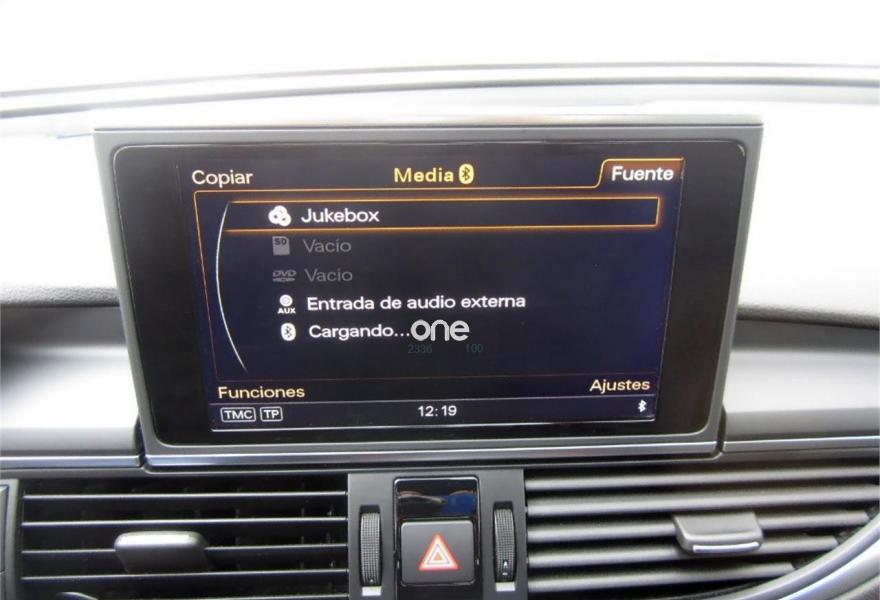 Copiar Media Fuente
Jukebox
SD Vacío
DVD Vacío
AUX Entrada de audio externa
Cargando...
one
2336 100
Funciones Ajustes
TMC TP 12:19